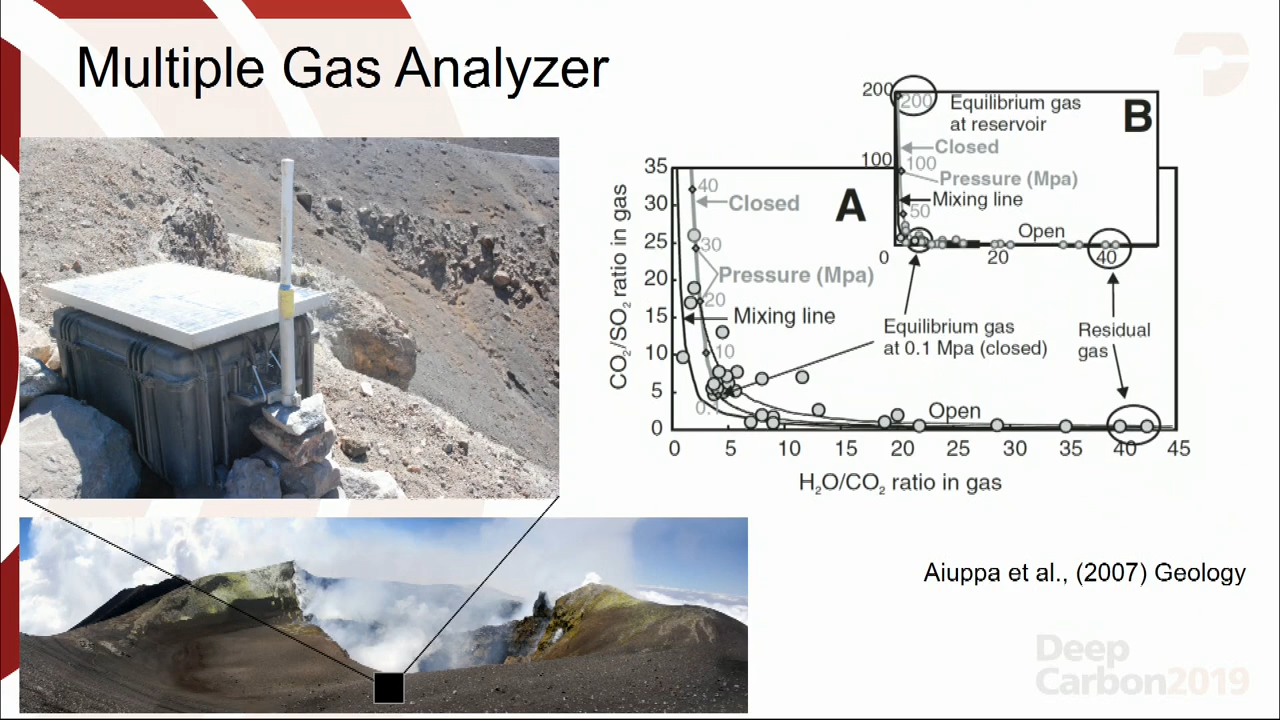 Multiple Gas Analyzer
200
200
Equilibrium gas
at reservoir
B
Closed
100
100
Pressure (Mpa)
Mixing line
50
Open
0
20
40
CO₂/SO₂ ratio in gas
35
30
25
20
15
10
5
0
40
Closed
A
30
Pressure (Mpa)
20
Mixing line
10
Equilibrium gas
at 0.1 Mpa (closed)
Residual
gas
Open
0 5 10 15 20 25 30 35 40 45
H₂O/CO₂ ratio in gas
Aiuppa et al., (2007) Geology
Deep
Carbon2019